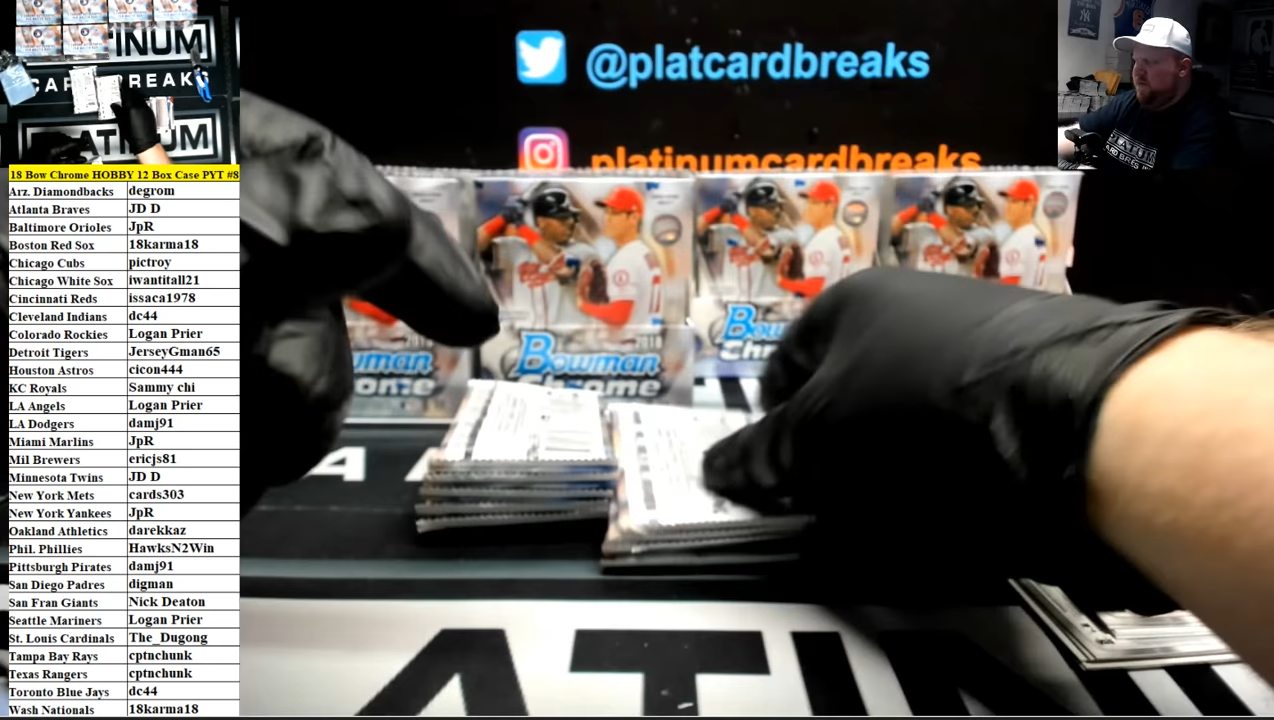 INUM
CAR BREAKS
LATINUM
@platcardbreaks
platinumcardbreaks
18 Bow Chrome HOBBY 12 Box Case PYT #8
Arz. Diamondbacks degrom
Atlanta Braves JD D
Baltimore Orioles JpR
Boston Red Sox 18karma18
Chicago Cubs pictroy
Chicago White Sox iwantitall21
Cincinnati Reds issaca1978
Cleveland Indians dc44
Colorado Rockies Logan Prier
Detroit Tigers JerseyGman65
Houston Astros cicon444
KC Royals Sammy chi
LA Angels Logan Prier
LA Dodgers damj91
Miami Marlins JpR
Mil Brewers ericjs81
Minnesota Twins JD D
New York Mets cards303
New York Yankees JpR
Oakland Athletics darekkaz
Phil. Phillies HawksN2Win
Pittsburgh Pirates damj91
San Diego Padres digman
San Fran Giants Nick Deaton
Seattle Mariners Logan Prier
St. Louis Cardinals The_Dugong
Tampa Bay Rays cptnchunk
Texas Rangers cptnchunk
Toronto Blue Jays dc44
Wash Nationals 18karma18
Bowman
2018
Chrome
ATIN